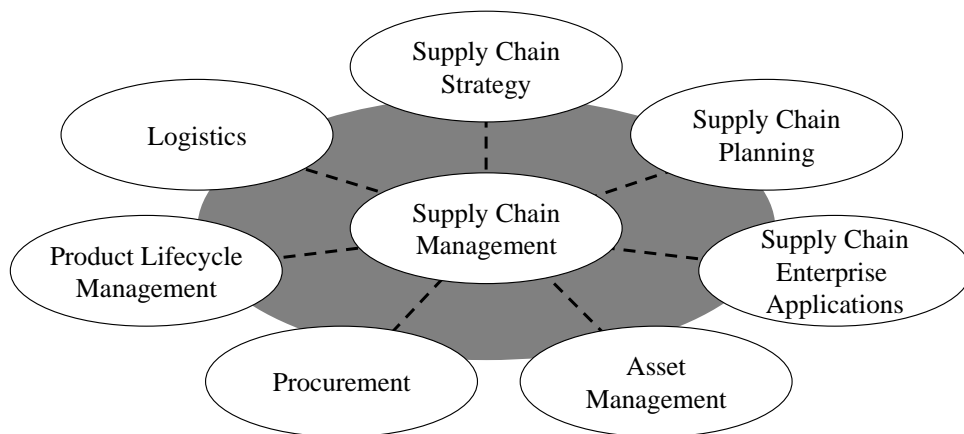 Supply Chain
Strategy
Logistics
Supply Chain
Planning
Supply Chain
Management
Product Lifecycle
Management
Supply Chain
Enterprise
Applications
Procurement
Asset
Management